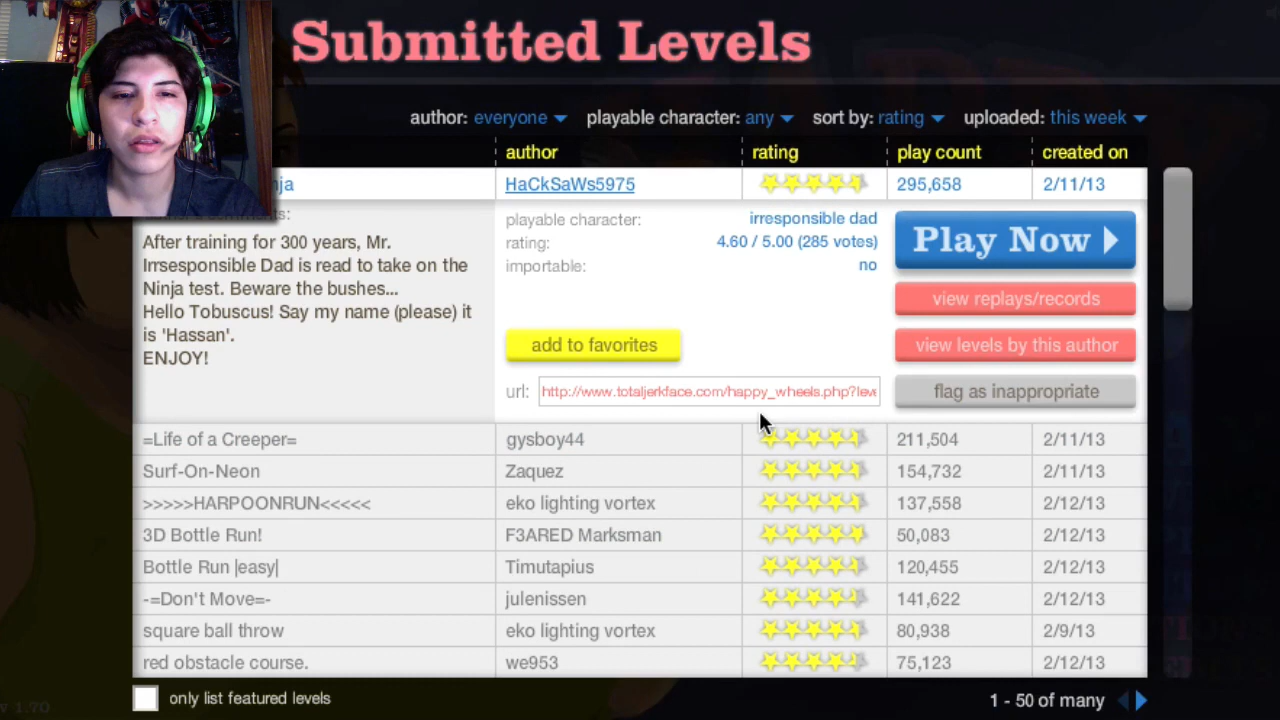 Submitted Levels
author: everyone playable character: any sort by: rating uploaded: this week
author rating play count created on
HaCkSaWs5975 295,658 2/11/13
After training for 300 years, Mr.
Irrsesponsible Dad is read to take on the
Ninja test. Beware the bushes...
Hello Tobuscus! Say my name (please) it
is 'Hassan'.
ENJOY!
playable character: irresponsible dad
rating: 4.60 / 5.00 (285 votes)
importable: no
add to favorites
url: http://www.totaljerkface.com/happy_wheels.php?leve
Play Now
view replays/records
view levels by this author
flag as inappropriate
=Life of a Creeper= gysboy44 211,504 2/11/13
Surf-On-Neon Zaquez 154,732 2/11/13
>>>>>HARPOONRUN<<<<< eko lighting vortex 137,558 2/12/13
3D Bottle Run! F3ARED Marksman 50,083 2/12/13
Bottle Run |easy| Timutapius 120,455 2/12/13
-=Don't Move=- julenissen 141,622 2/12/13
square ball throw eko lighting vortex 80,938 2/9/13
red obstacle course. we953 75,123 2/12/13
only list featured levels
1 - 50 of many
v 1.70